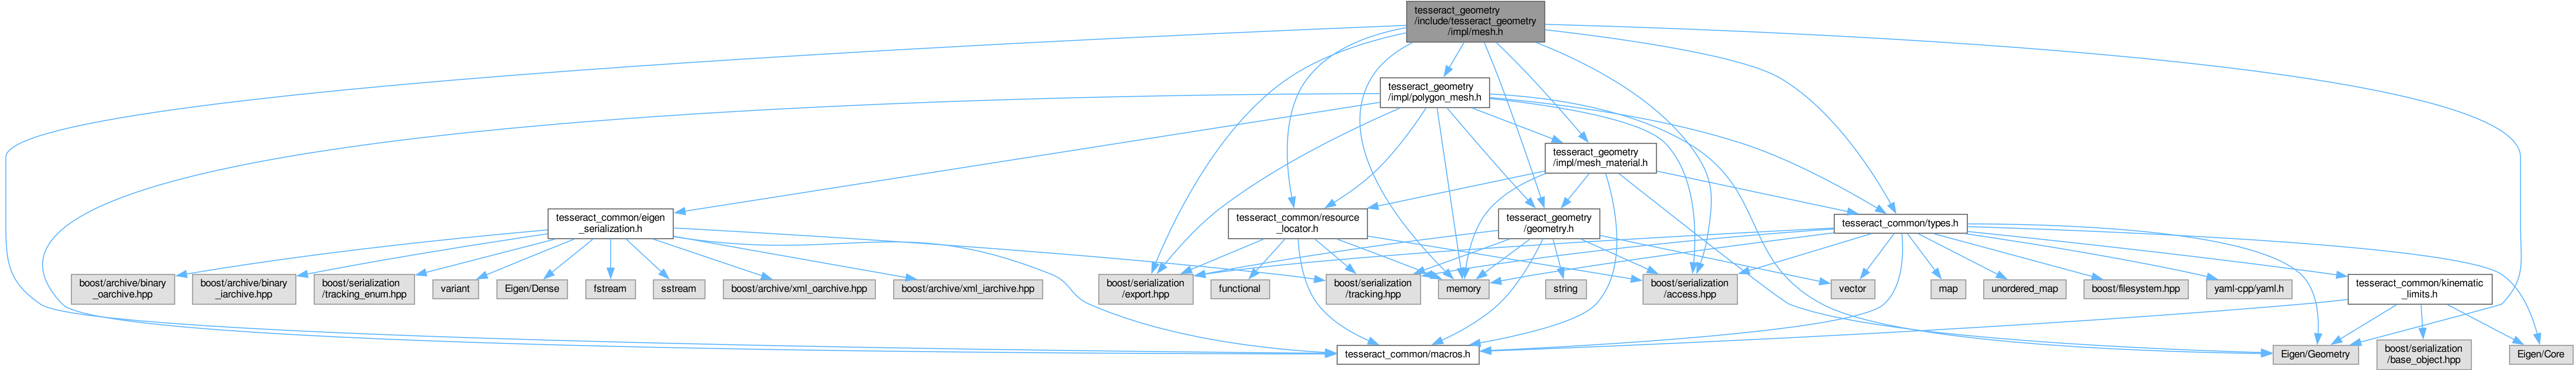 tesseract_geometry
/include/tesseract_geometry
/impl/mesh.h
tesseract_geometry
/impl/polygon_mesh.h
tesseract_geometry
/impl/mesh_material.h
tesseract_common/eigen
_serialization.h
tesseract_common/resource
_locator.h
tesseract_geometry
/geometry.h
tesseract_common/types.h
boost/archive/binary
_oarchive.hpp
boost/archive/binary
_iarchive.hpp
boost/serialization
/tracking_enum.hpp
variant
Eigen/Dense
fstream
sstream
boost/archive/xml_oarchive.hpp
boost/archive/xml_iarchive.hpp
boost/serialization
/export.hpp
functional
boost/serialization
/tracking.hpp
memory
string
boost/serialization
/access.hpp
vector
map
unordered_map
boost/filesystem.hpp
yaml-cpp/yaml.h
tesseract_common/kinematic
_limits.h
tesseract_common/macros.h
Eigen/Geometry
boost/serialization
/base_object.hpp
Eigen/Core